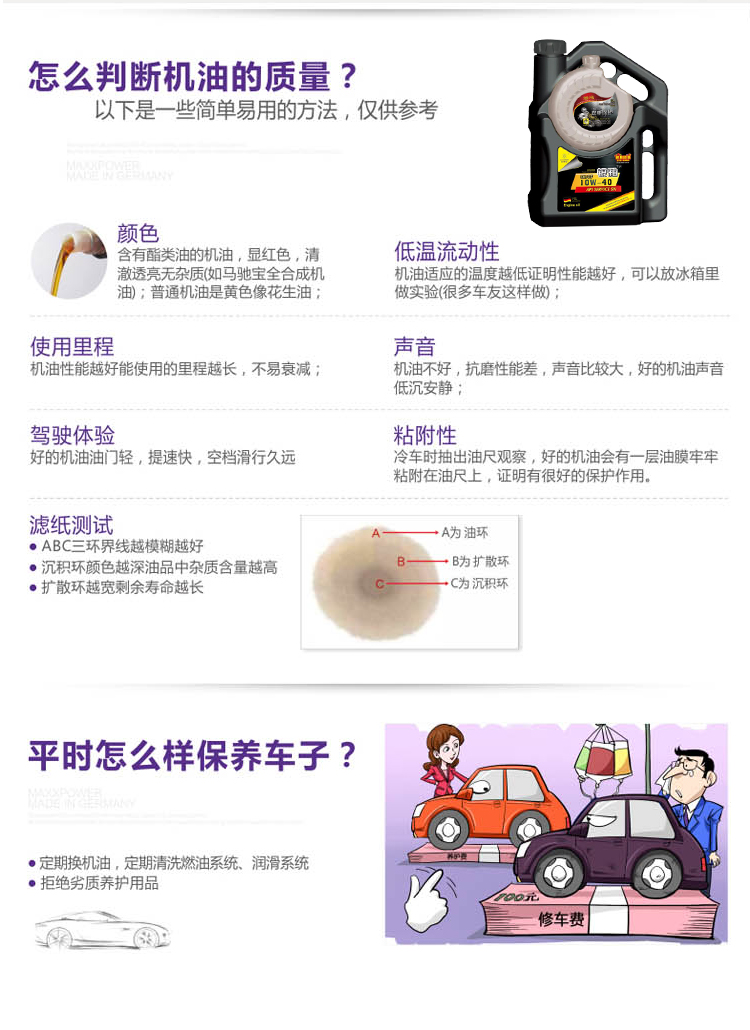 怎么判断机油的质量？
以下是一些简单易用的方法，仅供参考
MAXXPOWER
MADE IN GERMANY
10W-40
API SERVICE SN
Engine oil
颜色
含有酯类油的机油，显红色，清
澈透亮无杂质(如马驰宝全合成机
油)；普通机油是黄色像花生油；
低温流动性
机油适应的温度越低证明性能越好，可以放冰箱里
做实验(很多车友这样做)；
使用里程
机油性能越好能使用的里程越长，不易衰减；
声音
机油不好，抗磨性能差，声音比较大，好的机油声音
低沉安静；
驾驶体验
好的机油油门轻，提速快，空档滑行久远
粘附性
冷车时抽出油尺观察，好的机油会有一层油膜牢牢
粘附在油尺上，证明有很好的保护作用。
滤纸测试
● ABC三环界线越模糊越好
● 沉积环颜色越深油品中杂质含量越高
● 扩散环越宽剩余寿命越长
A
A为 油环
B
B为 扩散环
C
C为 沉积环
平时怎么样保养车子？
MAXXPOWER
MADE IN GERMANY
● 定期换机油，定期清洗燃油系统、润滑系统
● 拒绝劣质养护用品
养护费
100元
修车费